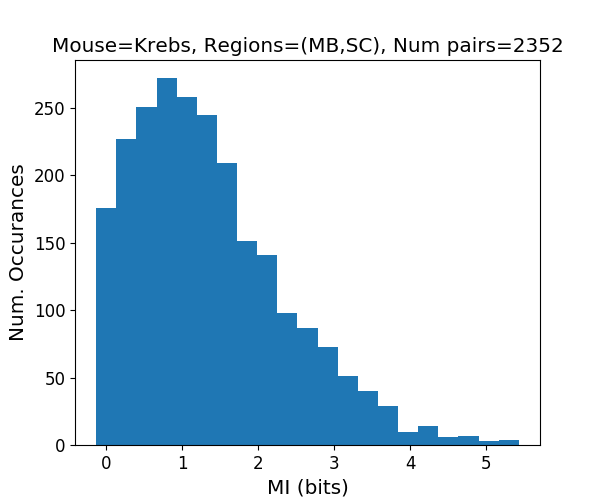 Mouse=Krebs, Regions=(MB,SC), Num pairs=2352
Num. Occurances
250
200
150
100
50
0
0 1 2 3 4 5
MI (bits)